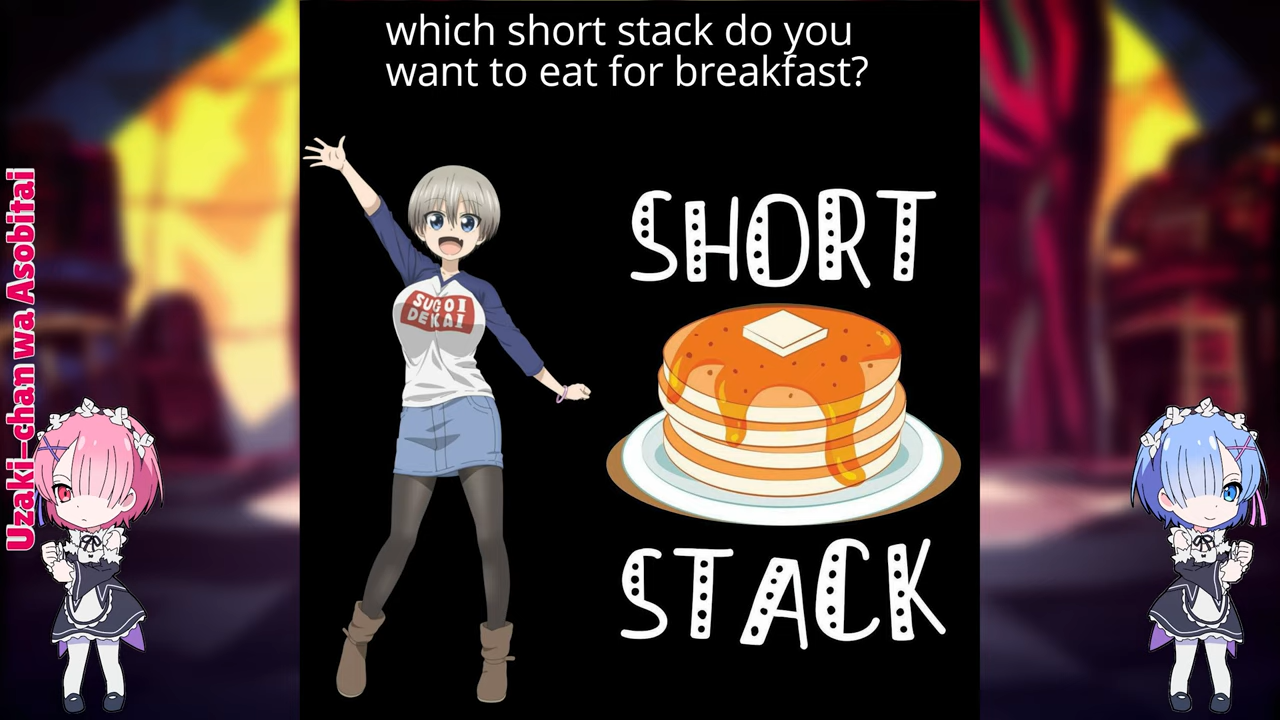 which short stack do you
want to eat for breakfast?
Uzaki-chan wa Asobitai
SUGOI
DEKAI
SHORT
STACK